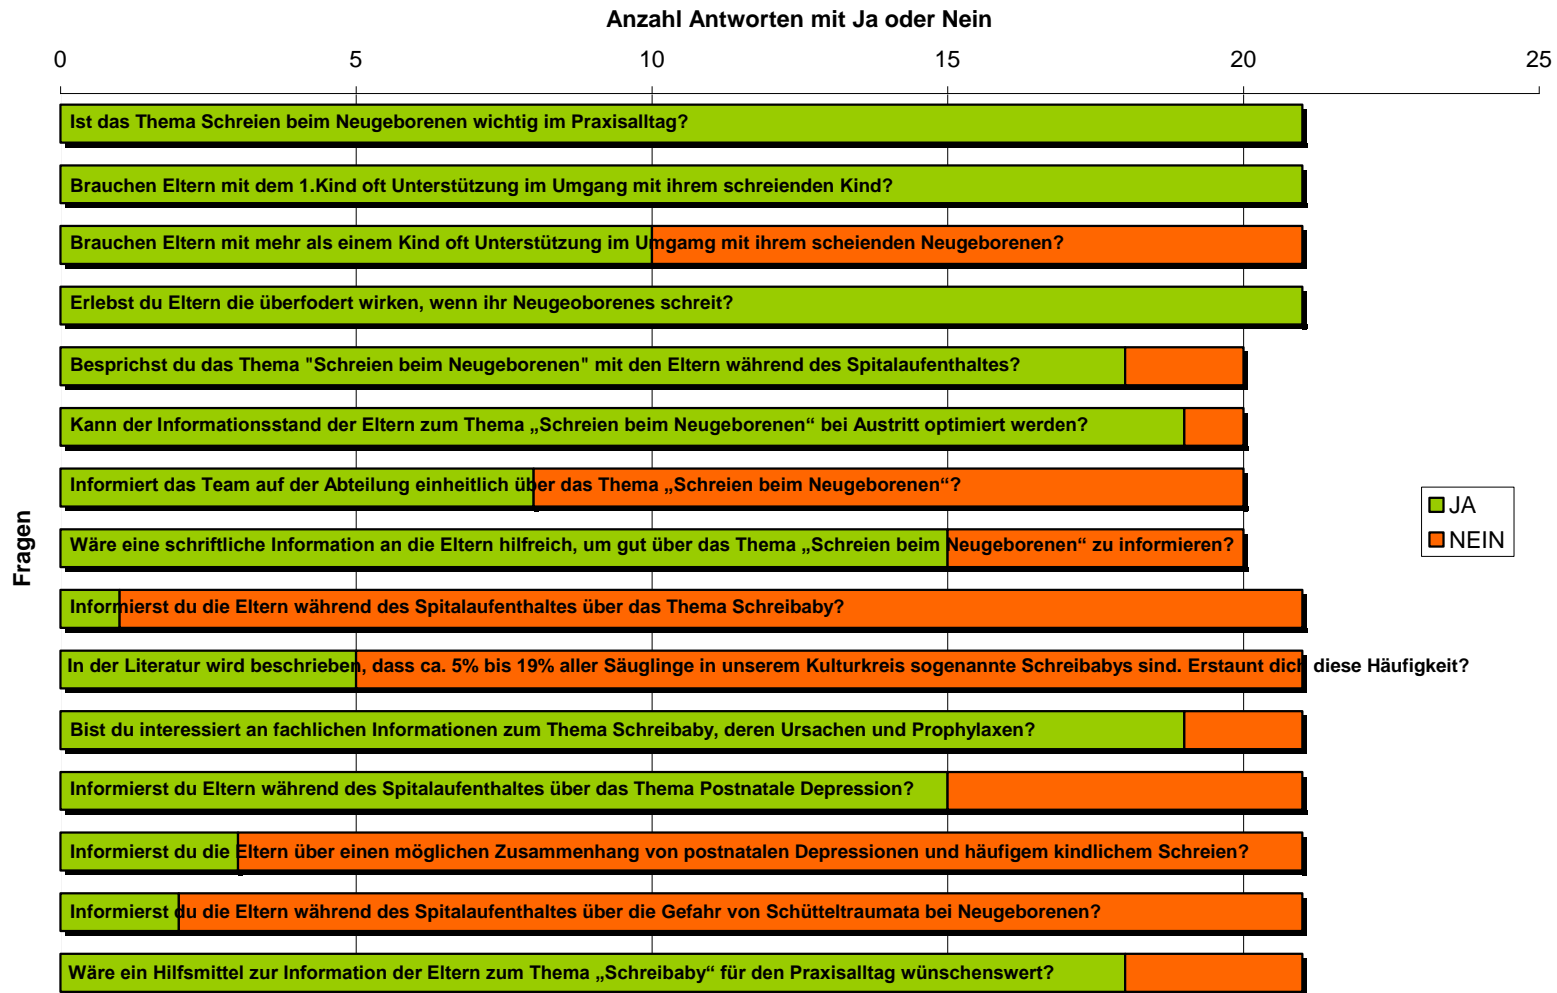 Anzahl Antworten mit Ja oder Nein
0 5 10 15 20 25
Ist das Thema Schreien beim Neugeborenen wichtig im Praxisalltag?
Brauchen Eltern mit dem 1.Kind oft Unterstützung im Umgang mit ihrem schreienden Kind?
Brauchen Eltern mit mehr als einem Kind oft Unterstützung im Umgamg mit ihrem scheienden Neugeborenen?
Erlebst du Eltern die überfodert wirken, wenn ihr Neugeoborenes schreit?
Besprichst du das Thema "Schreien beim Neugeborenen" mit den Eltern während des Spitalaufenthaltes?
Kann der Informationsstand der Eltern zum Thema „Schreien beim Neugeborenen“ bei Austritt optimiert werden?
Informiert das Team auf der Abteilung einheitlich über das Thema „Schreien beim Neugeborenen“?
Wäre eine schriftliche Information an die Eltern hilfreich, um gut über das Thema „Schreien beim Neugeborenen“ zu informieren?
Informierst du die Eltern während des Spitalaufenthaltes über das Thema Schreibaby?
In der Literatur wird beschrieben, dass ca. 5% bis 19% aller Säuglinge in unserem Kulturkreis sogenannte Schreibabys sind. Erstaunt dich diese Häufigkeit?
Bist du interessiert an fachlichen Informationen zum Thema Schreibaby, deren Ursachen und Prophylaxen?
Informierst du Eltern während des Spitalaufenthaltes über das Thema Postnatale Depression?
Informierst du die Eltern über einen möglichen Zusammenhang von postnatalen Depressionen und häufigem kindlichem Schreien?
Informierst du die Eltern während des Spitalaufenthaltes über die Gefahr von Schütteltraumata bei Neugeborenen?
Wäre ein Hilfsmittel zur Information der Eltern zum Thema „Schreibaby“ für den Praxisalltag wünschenswert?
Fragen
JA
NEIN